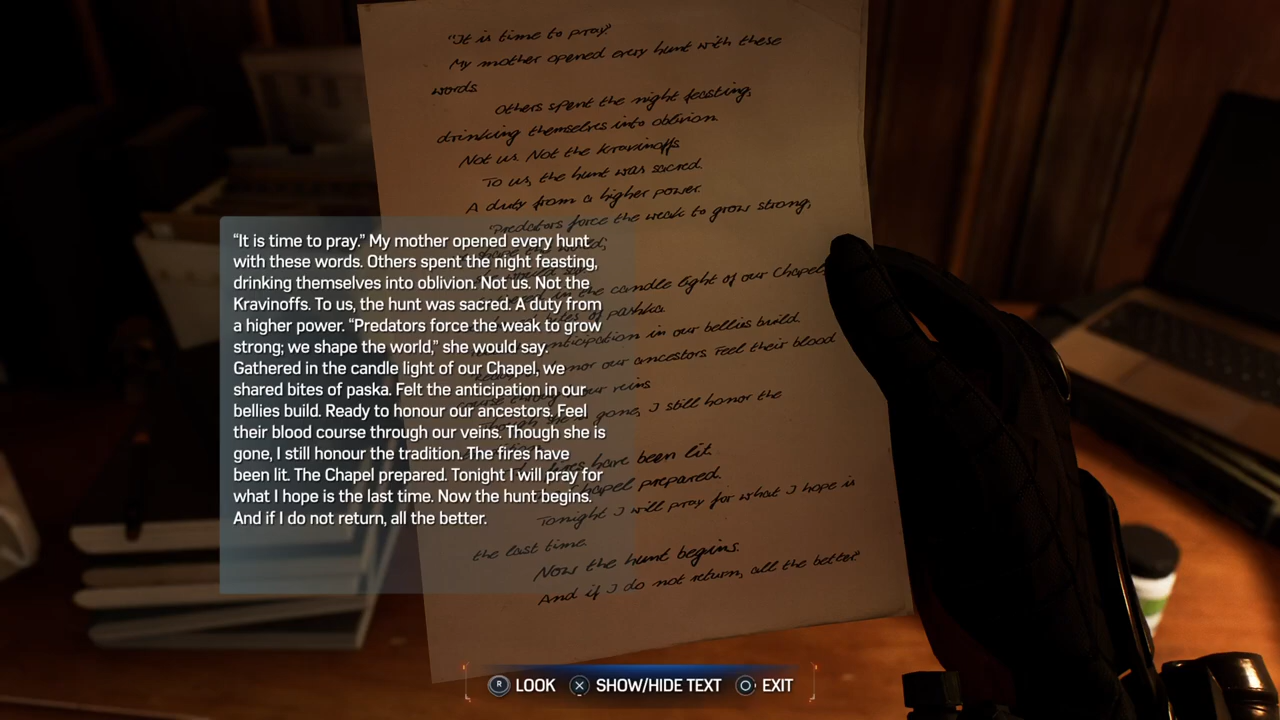 "It is time to pray."
My mother opened every hunt with these
words
Others spent the night feasting,
drinking themselves into oblivion
Not us. Not the Kravinoffs
To us, the hunt was sacred.
A duty from a higher power.
"Predators force the weak to grow strong,
in the candle light of our Chapel,
bites of pashka.
anticipation in our bellies build.
honor our ancestors. Feel their blood
course through our veins
gone, I still honor the
fires have been lit.
Chapel prepared.
Tonight I will pray for what I hope is
the last time.
Now the hunt begins.
And if I do not return, all the better."
“It is time to pray.” My mother opened every hunt
with these words. Others spent the night feasting,
drinking themselves into oblivion. Not us. Not the
Kravinoffs. To us, the hunt was sacred. A duty from
a higher power. “Predators force the weak to grow
strong; we shape the world,” she would say.
Gathered in the candle light of our Chapel, we
shared bites of paska. Felt the anticipation in our
bellies build. Ready to honour our ancestors. Feel
their blood course through our veins. Though she is
gone, I still honour the tradition. The fires have
been lit. The Chapel prepared. Tonight I will pray for
what I hope is the last time. Now the hunt begins.
And if I do not return, all the better.
R LOOK SHOW/HIDE TEXT EXIT